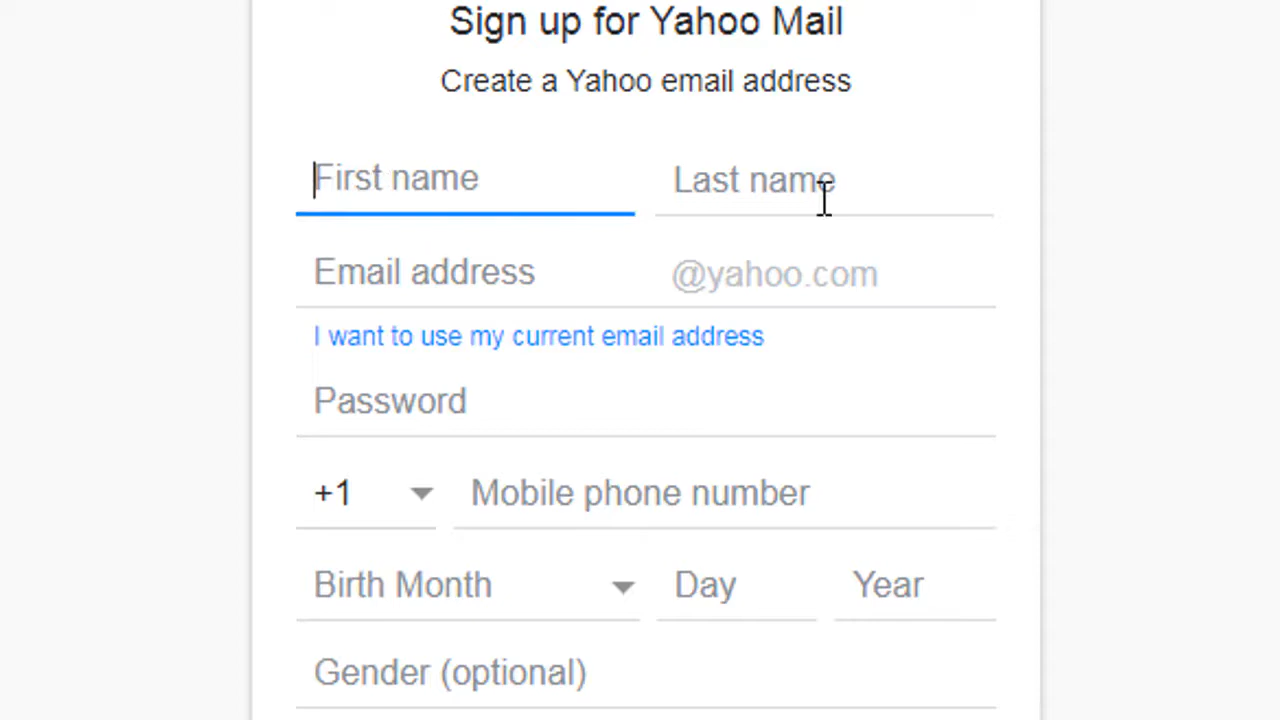 Sign up for Yahoo Mail
Create a Yahoo email address
First name Last name
Email address @yahoo.com
I want to use my current email address
Password
+1 Mobile phone number
Birth Month Day Year
Gender (optional)